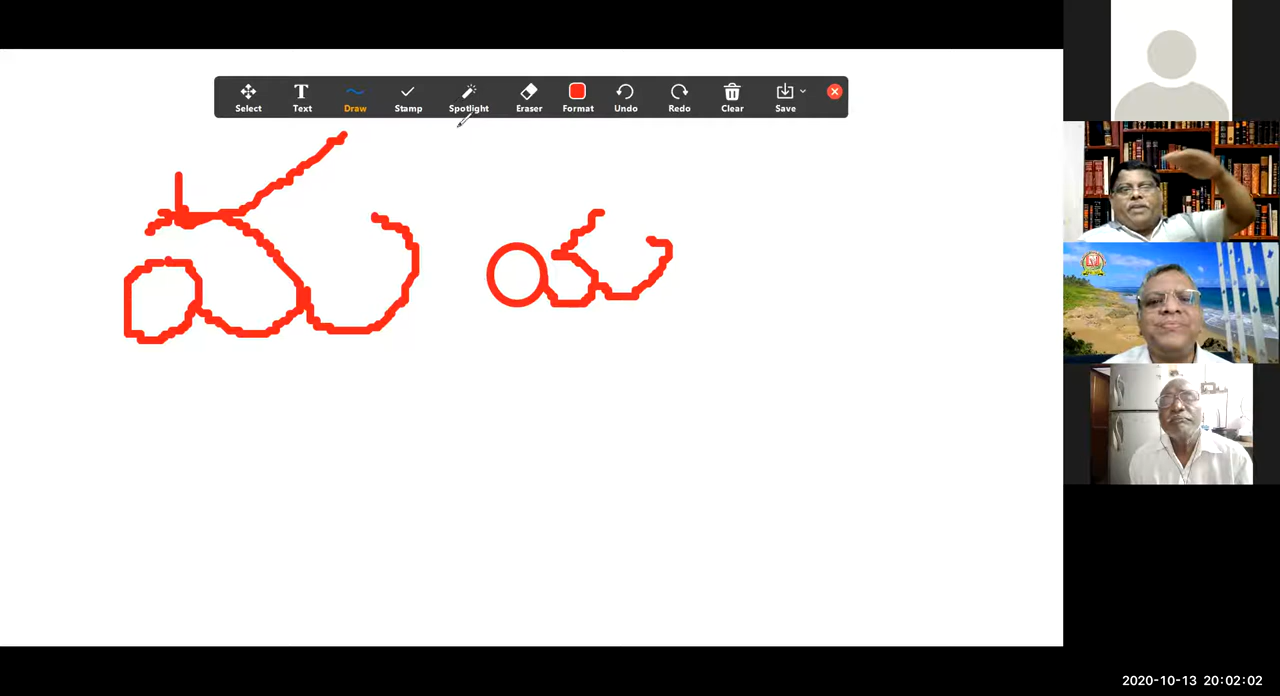 Select Text Draw Stamp Spotlight Eraser Format Undo Redo Clear Save
మ య
2020-10-13 20:02:02